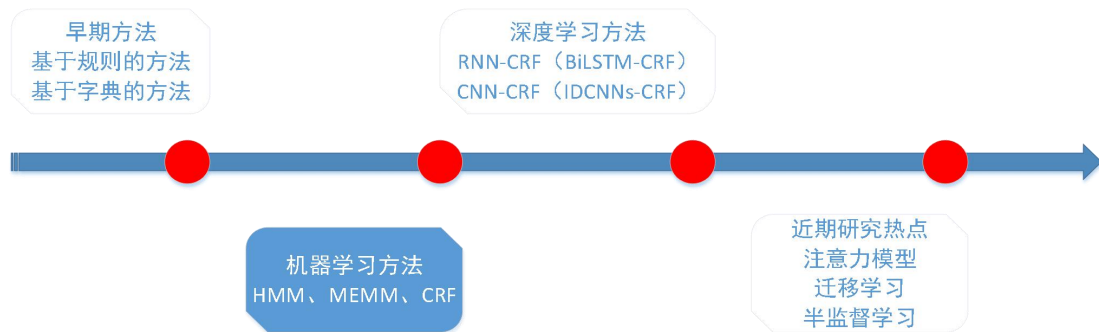 早期方法
基于规则的方法
基于字典的方法
机器学习方法
HMM、MEMM、CRF
深度学习方法
RNN-CRF（BiLSTM-CRF）
CNN-CRF（IDCNNs-CRF）
近期研究热点
注意力模型
迁移学习
半监督学习